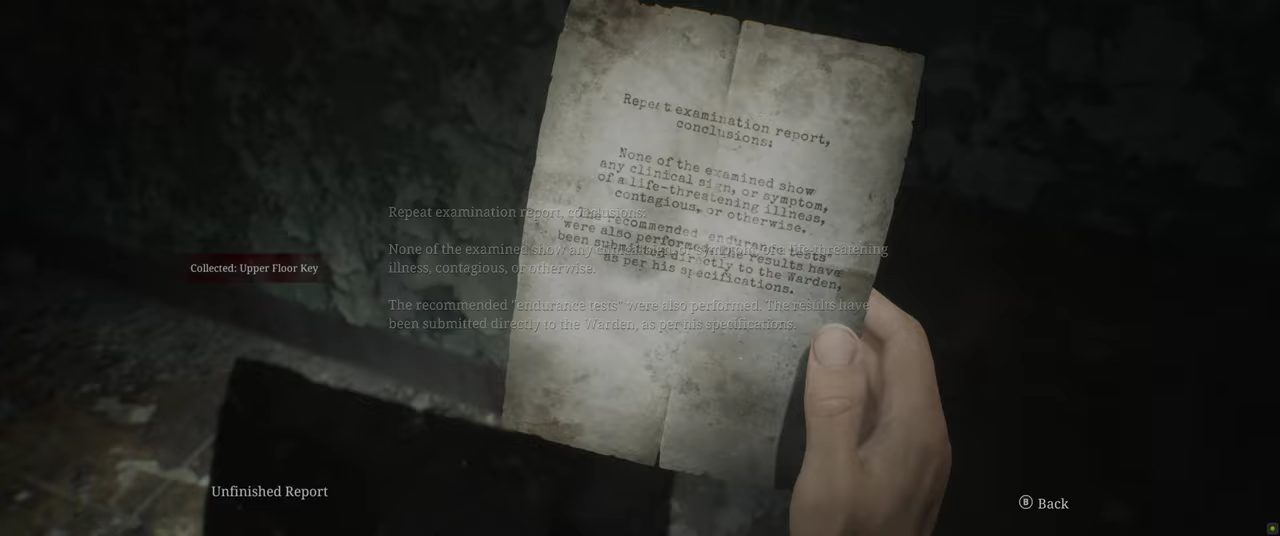 Repeat examination report,
conclusions:
None of the examined show
any clinical sign, or symptom,
of a life-threatening illness,
contagious, or otherwise.
The recommended "endurance tests"
were also performed. The results have
been submitted directly to the Warden,
as per his specifications.
Repeat examination report, conclusions:
None of the examined show any clinical sign, or symptom, of a life-threatening
illness, contagious, or otherwise.
The recommended "endurance tests" were also performed. The results have
been submitted directly to the Warden, as per his specifications.
Collected: Upper Floor Key
Unfinished Report
B Back